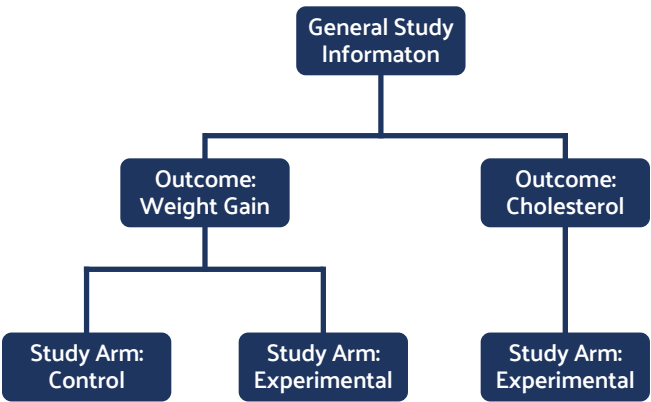 General Study
Informaton
Outcome:
Weight Gain
Outcome:
Cholesterol
Study Arm:
Control
Study Arm:
Experimental
Study Arm:
Experimental